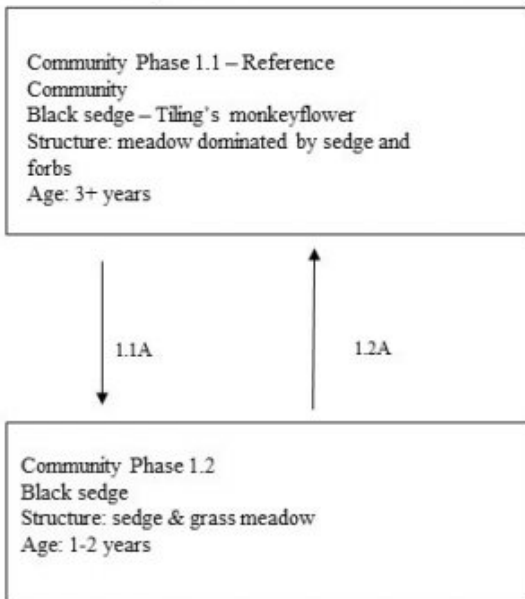 Community Phase 1.1 – Reference
Community
Black sedge – Tiling's monkeyflower
Structure: meadow dominated by sedge and
forbs
Age: 3+ years
1.1A
1.2A
Community Phase 1.2
Black sedge
Structure: sedge & grass meadow
Age: 1-2 years